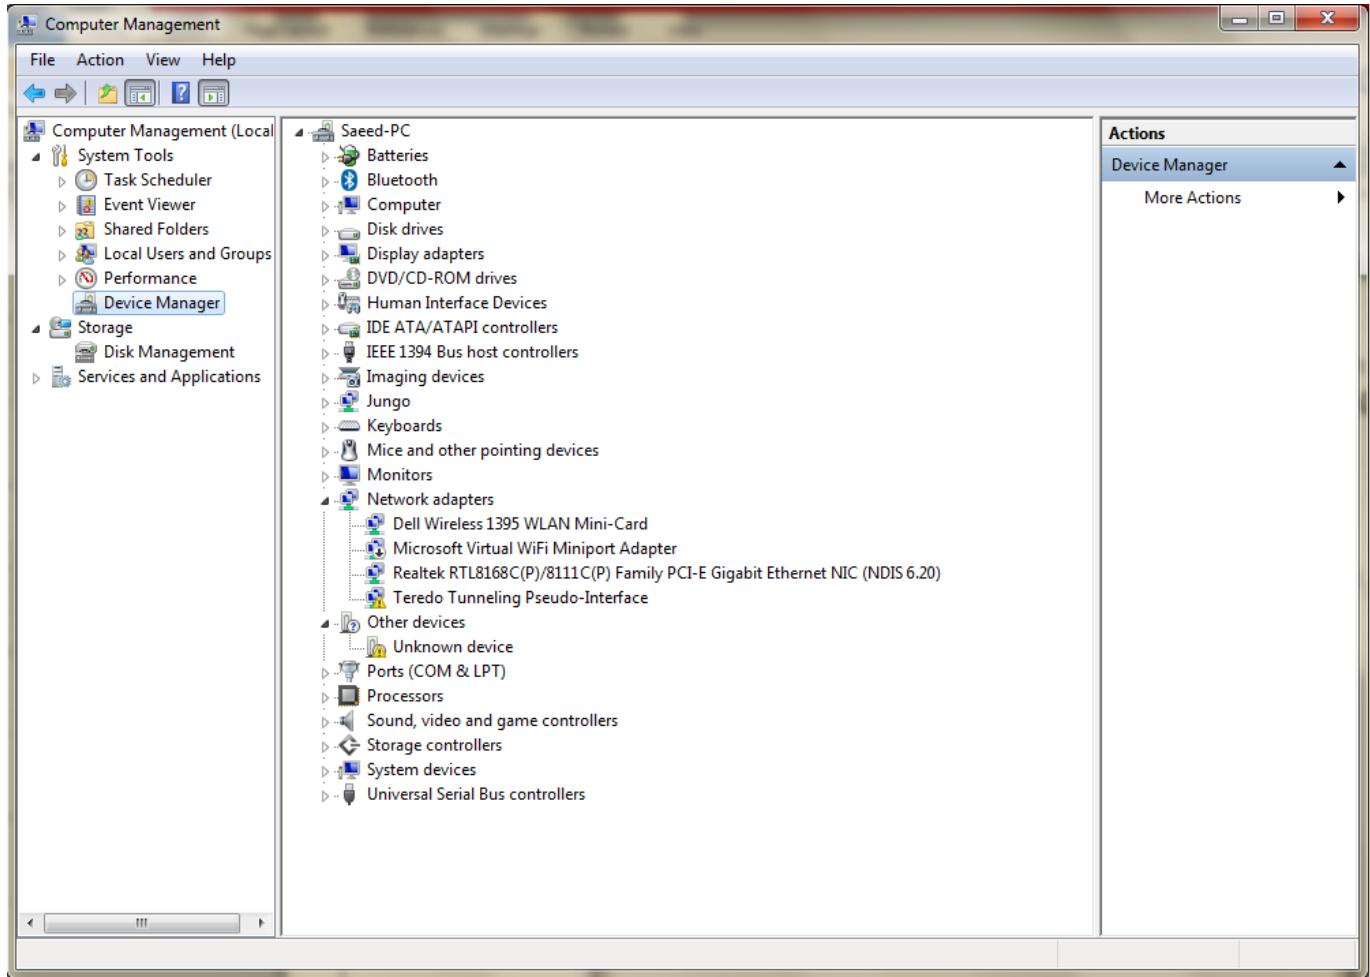 Computer Management
File Action View Help
Computer Management (Local
System Tools
Task Scheduler
Event Viewer
Shared Folders
Local Users and Groups
Performance
Device Manager
Storage
Disk Management
Services and Applications
Saeed-PC
Batteries
Bluetooth
Computer
Disk drives
Display adapters
DVD/CD-ROM drives
Human Interface Devices
IDE ATA/ATAPI controllers
IEEE 1394 Bus host controllers
Imaging devices
Jungo
Keyboards
Mice and other pointing devices
Monitors
Network adapters
Dell Wireless 1395 WLAN Mini-Card
Microsoft Virtual WiFi Miniport Adapter
Realtek RTL8168C(P)/8111C(P) Family PCI-E Gigabit Ethernet NIC (NDIS 6.20)
Teredo Tunneling Pseudo-Interface
Other devices
Unknown device
Ports (COM & LPT)
Processors
Sound, video and game controllers
Storage controllers
System devices
Universal Serial Bus controllers
Actions
Device Manager
More Actions